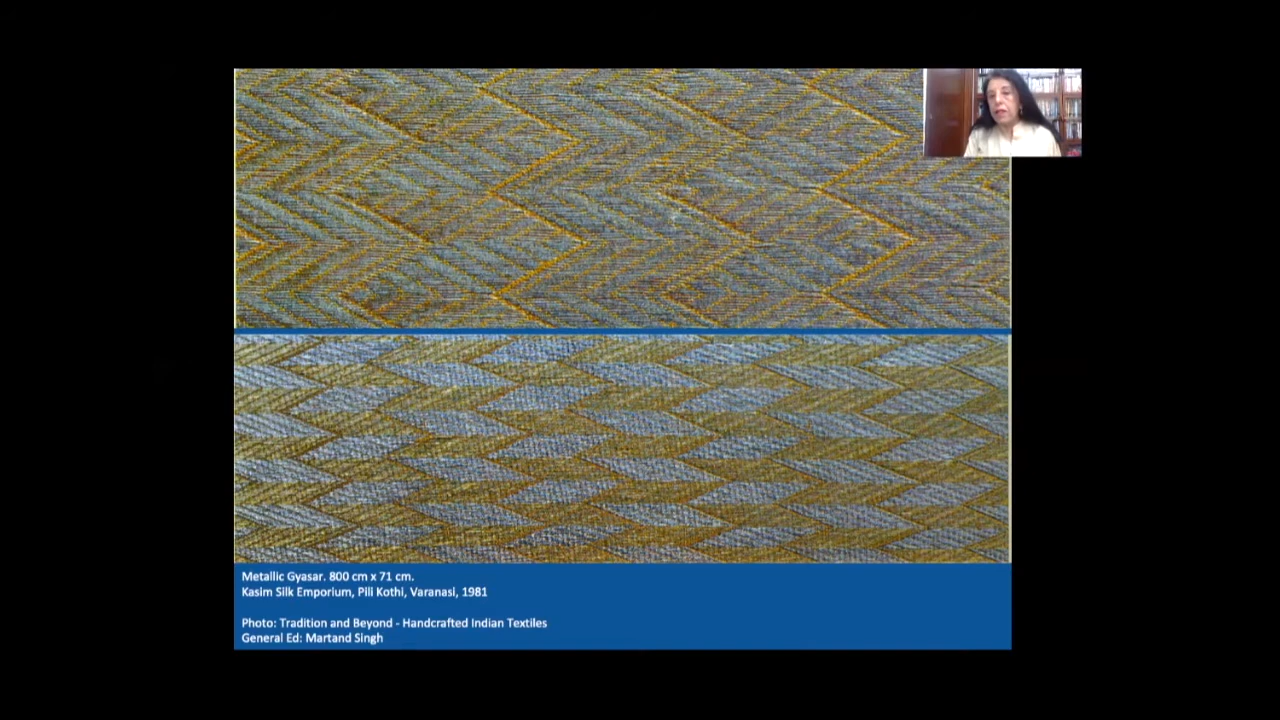 Metallic Gyasar. 800 cm x 71 cm.
Kasim Silk Emporium, Pili Kothi, Varanasi, 1981
Photo: Tradition and Beyond - Handcrafted Indian Textiles
General Ed: Martand Singh